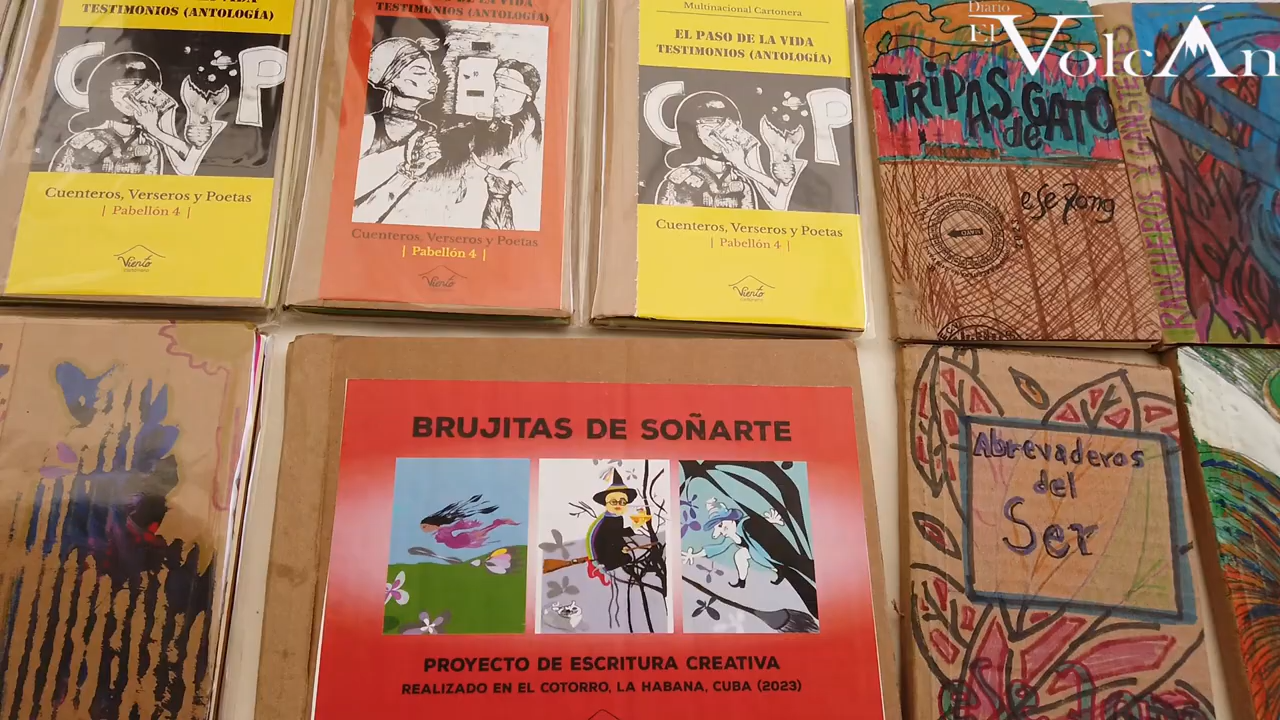 TESTIMONIOS (ANTOLOGÍA)
C P
Cuenteros, Verseros y Poetas
| Pabellón 4 |
Viento
TESTIMONIOS (ANTOLOGÍA)
Cuenteros, Verseros y Poetas
| Pabellón 4 |
Viento
Multinacional Cartonera
EL PASO DE LA VIDA
TESTIMONIOS (ANTOLOGÍA)
C P
Cuenteros, Verseros y Poetas
| Pabellón 4 |
Viento
Diario
El Volcán
TRIPAS
de GATO
RANCHEROS Y GANSTERS
BRUJITAS DE SOÑARTE
PROYECTO DE ESCRITURA CREATIVA
REALIZADO EN EL COTORRO, LA HABANA, CUBA (2023)
Abrevaderos
del
Ser